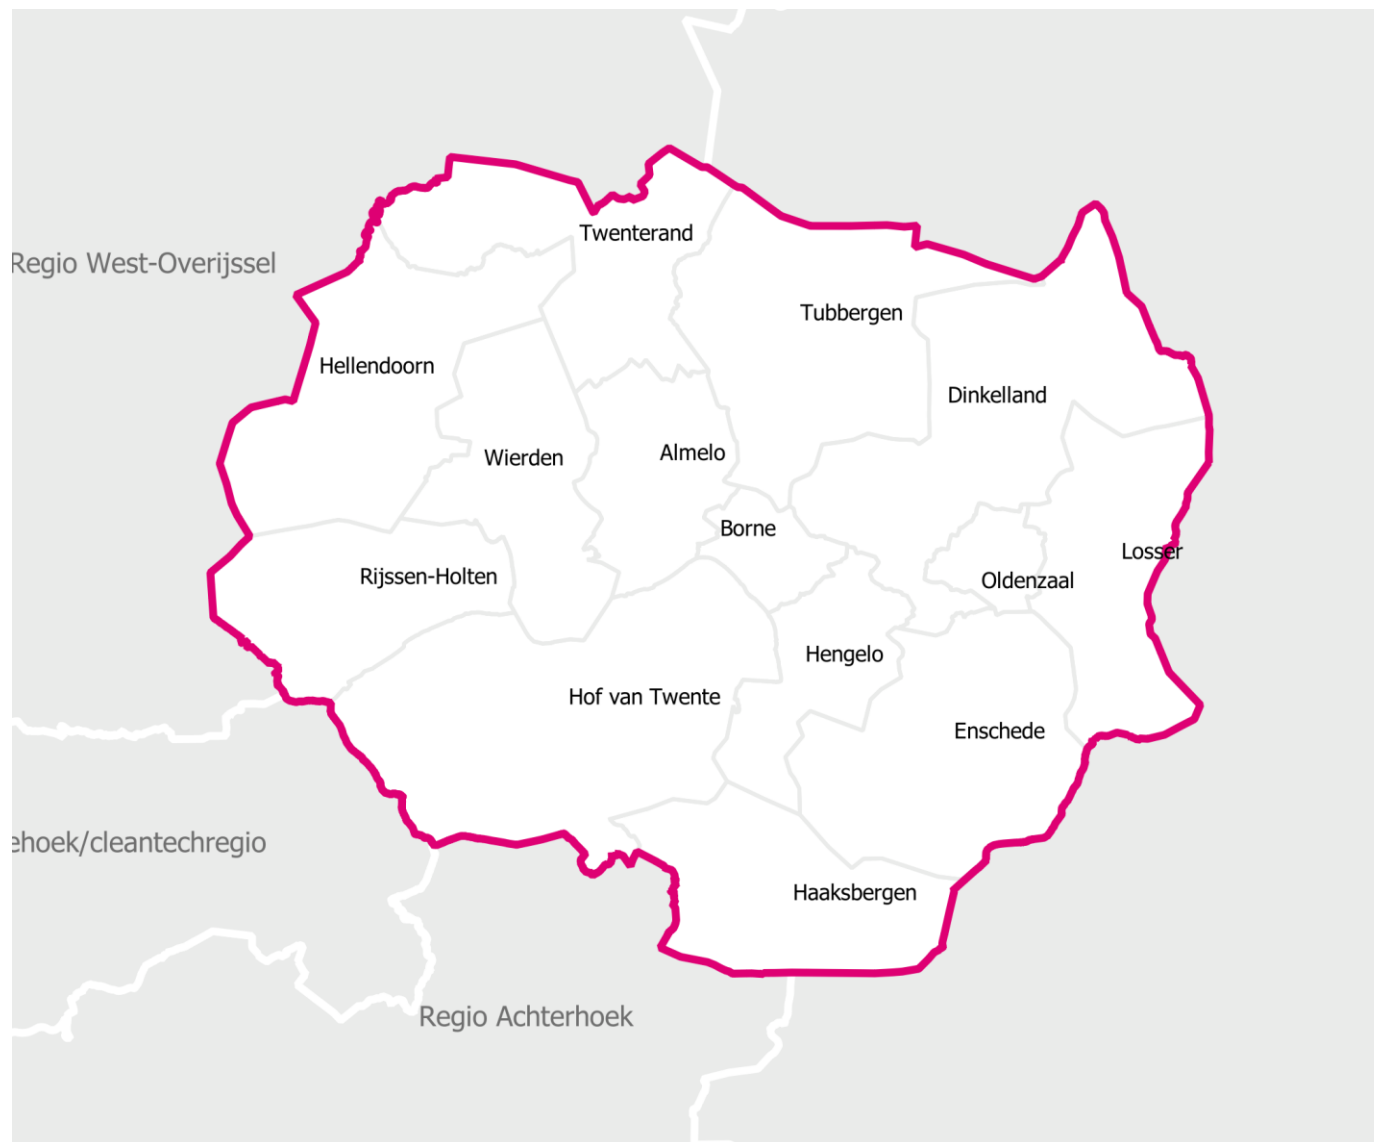 Twenterand
Regio West-Overijssel
Tubbergen
Hellendoorn
Dinkelland
Almelo
Wierden
Borne
Losser
Rijssen-Holten
Oldenzaal
Hengelo
Hof van Twente
Enschede
ehoek/cleantechregio
Haaksbergen
Regio Achterhoek